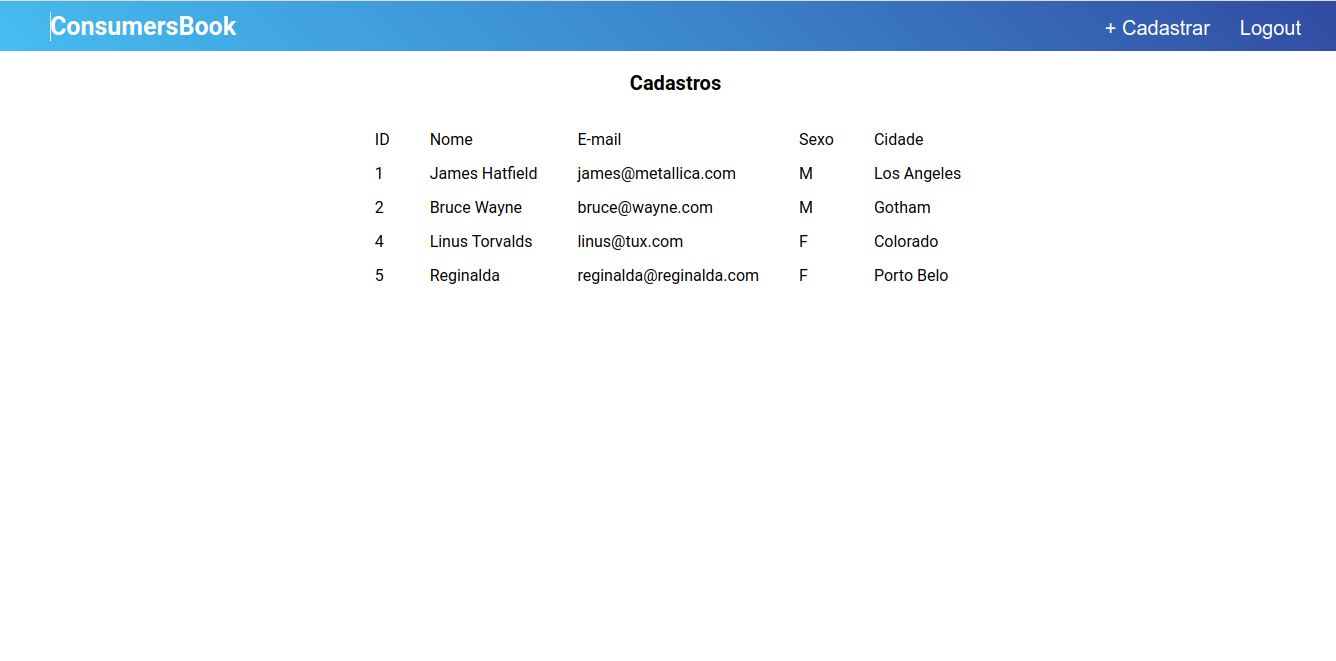 ConsumersBook + Cadastrar Logout
Cadastros
ID Nome E-mail Sexo Cidade
1 James Hatfield james@metallica.com M Los Angeles
2 Bruce Wayne bruce@wayne.com M Gotham
4 Linus Torvalds linus@tux.com F Colorado
5 Reginalda reginalda@reginalda.com F Porto Belo